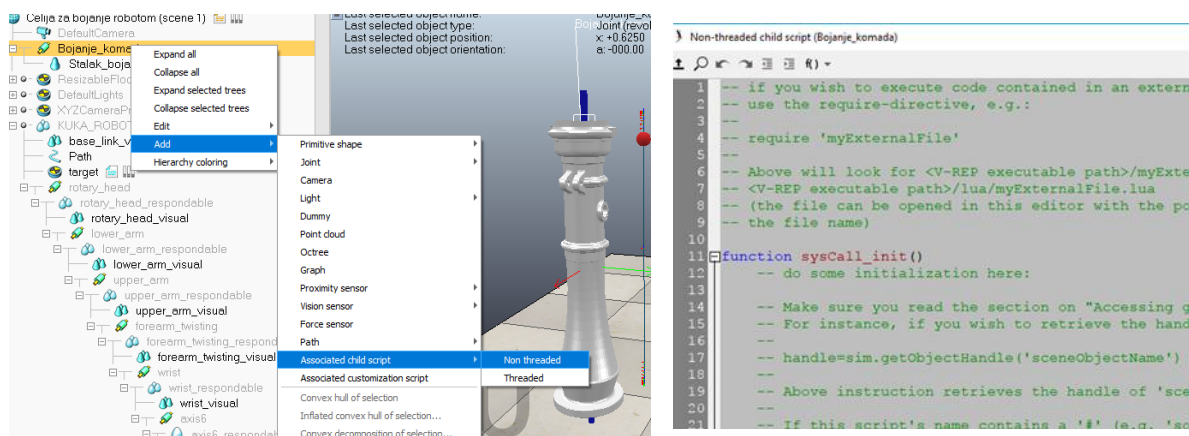 Celija za bojanje robotom (scene 1)
DefaultCamera
Bojanje_koma
Stalak_boja
ResizableFloo
DefaultLights
XYZCameraPr
KUKA_ROBOT
base_link_v
Path
target
rotary_head
rotary_head_respondable
rotary_head_visual
lower_arm
lower_arm_respondable
lower_arm_visual
upper_arm
upper_arm_respondable
upper_arm_visual
forearm_twisting
forearm_twisting_respond
forearm_twisting_visual
wrist
wrist_respondable
wrist_visual
axis6
axis6_respondab
Expand all
Collapse all
Expand selected trees
Collapse selected trees
Edit
Add
Hierarchy coloring
Primitive shape
Joint
Camera
Light
Dummy
Point cloud
Octree
Graph
Proximity sensor
Vision sensor
Force sensor
Path
Associated child script
Associated customization script
Convex hull of selection
Inflated convex hull of selection...
Convex decomposition of selection...
Non threaded
Threaded
Last selected object name:
Last selected object type: Joint (revol
Last selected object position: x: +0.6250
Last selected object orientation: a: -000.00
Non-threaded child script (Bojanje_komada)
f()
1 -- if you wish to execute code contained in an extern
2 -- use the require-directive, e.g.:
3 --
4 -- require 'myExternalFile'
5 --
6 -- Above will look for <V-REP executable path>/myExte
7 -- <V-REP executable path>/lua/myExternalFile.lua
8 -- (the file can be opened in this editor with the po
9 -- the file name)
10
11 function sysCall_init()
12 -- do some initialization here:
13
14 -- Make sure you read the section on "Accessing g
15 -- For instance, if you wish to retrieve the hand
16 --
17 -- handle=sim.getObjectHandle('sceneObjectName')
18 --
19 -- Above instruction retrieves the handle of 'sce
20 --
21 -- If this script's name contains a '#' (e.g. 'so